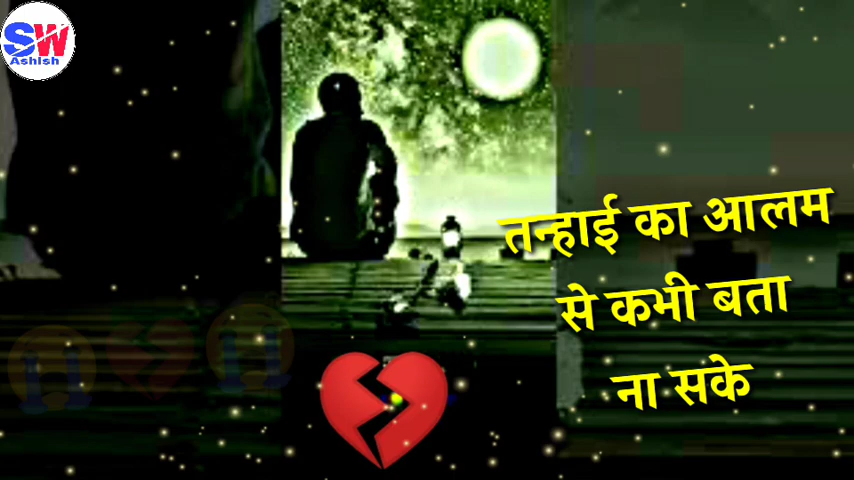 SW
Ashish
तन्हाई का आलम
से कभी बता
ना सके